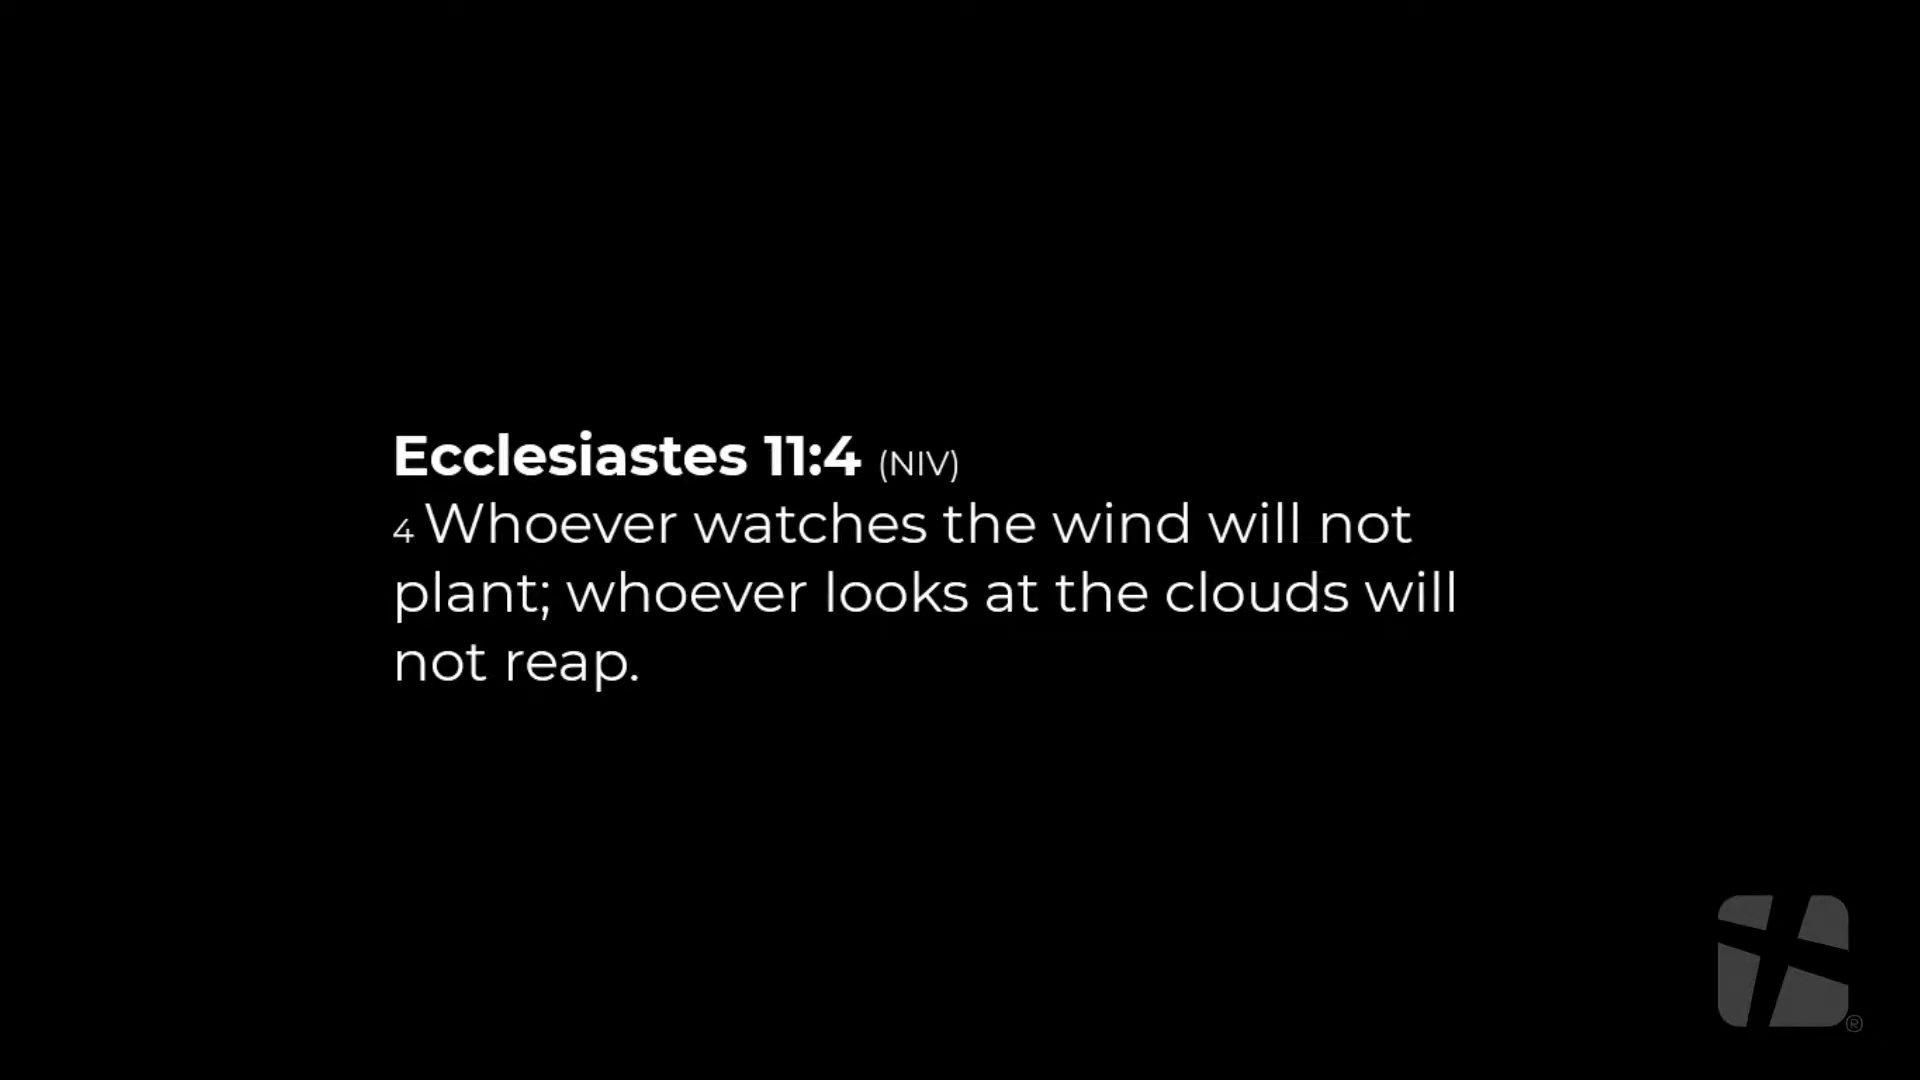 Ecclesiastes 11:4 (NIV)
4 Whoever watches the wind will not
plant; whoever looks at the clouds will
not reap.
®